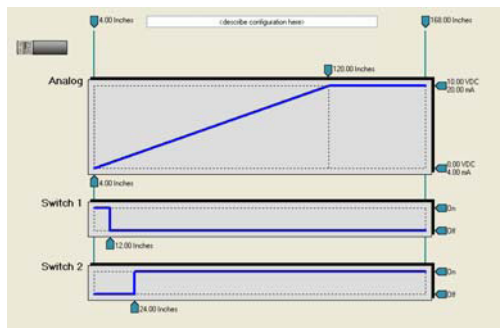 4.00 Inches
<describe configuration here>
168.00 Inches
120.00 Inches
Analog
10.00 VDC
20.00 mA
0.00 VDC
4.00 mA
4.00 Inches
Switch 1
On
Off
12.00 Inches
Switch 2
On
Off
24.00 Inches